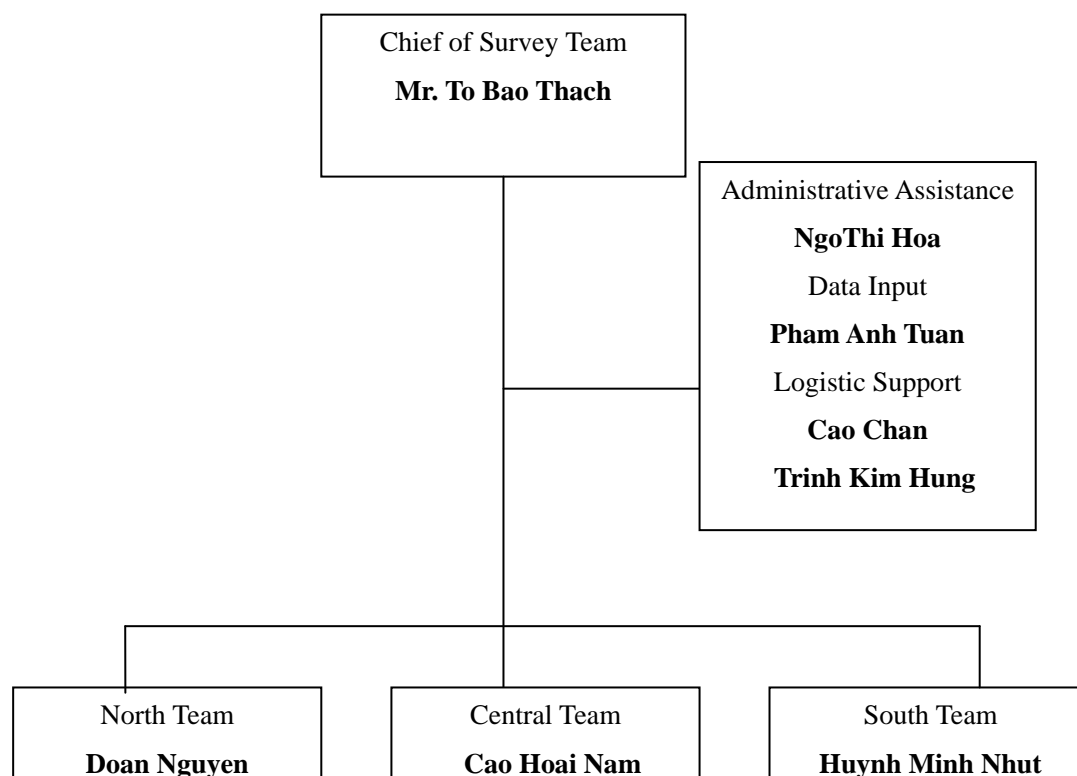 Chief of Survey Team
Mr. To Bao Thach
Administrative Assistance
NgoThi Hoa
Data Input
Pham Anh Tuan
Logistic Support
Cao Chan
Trinh Kim Hung
North Team
Doan Nguyen
Central Team
Cao Hoai Nam
South Team
Huynh Minh Nhut